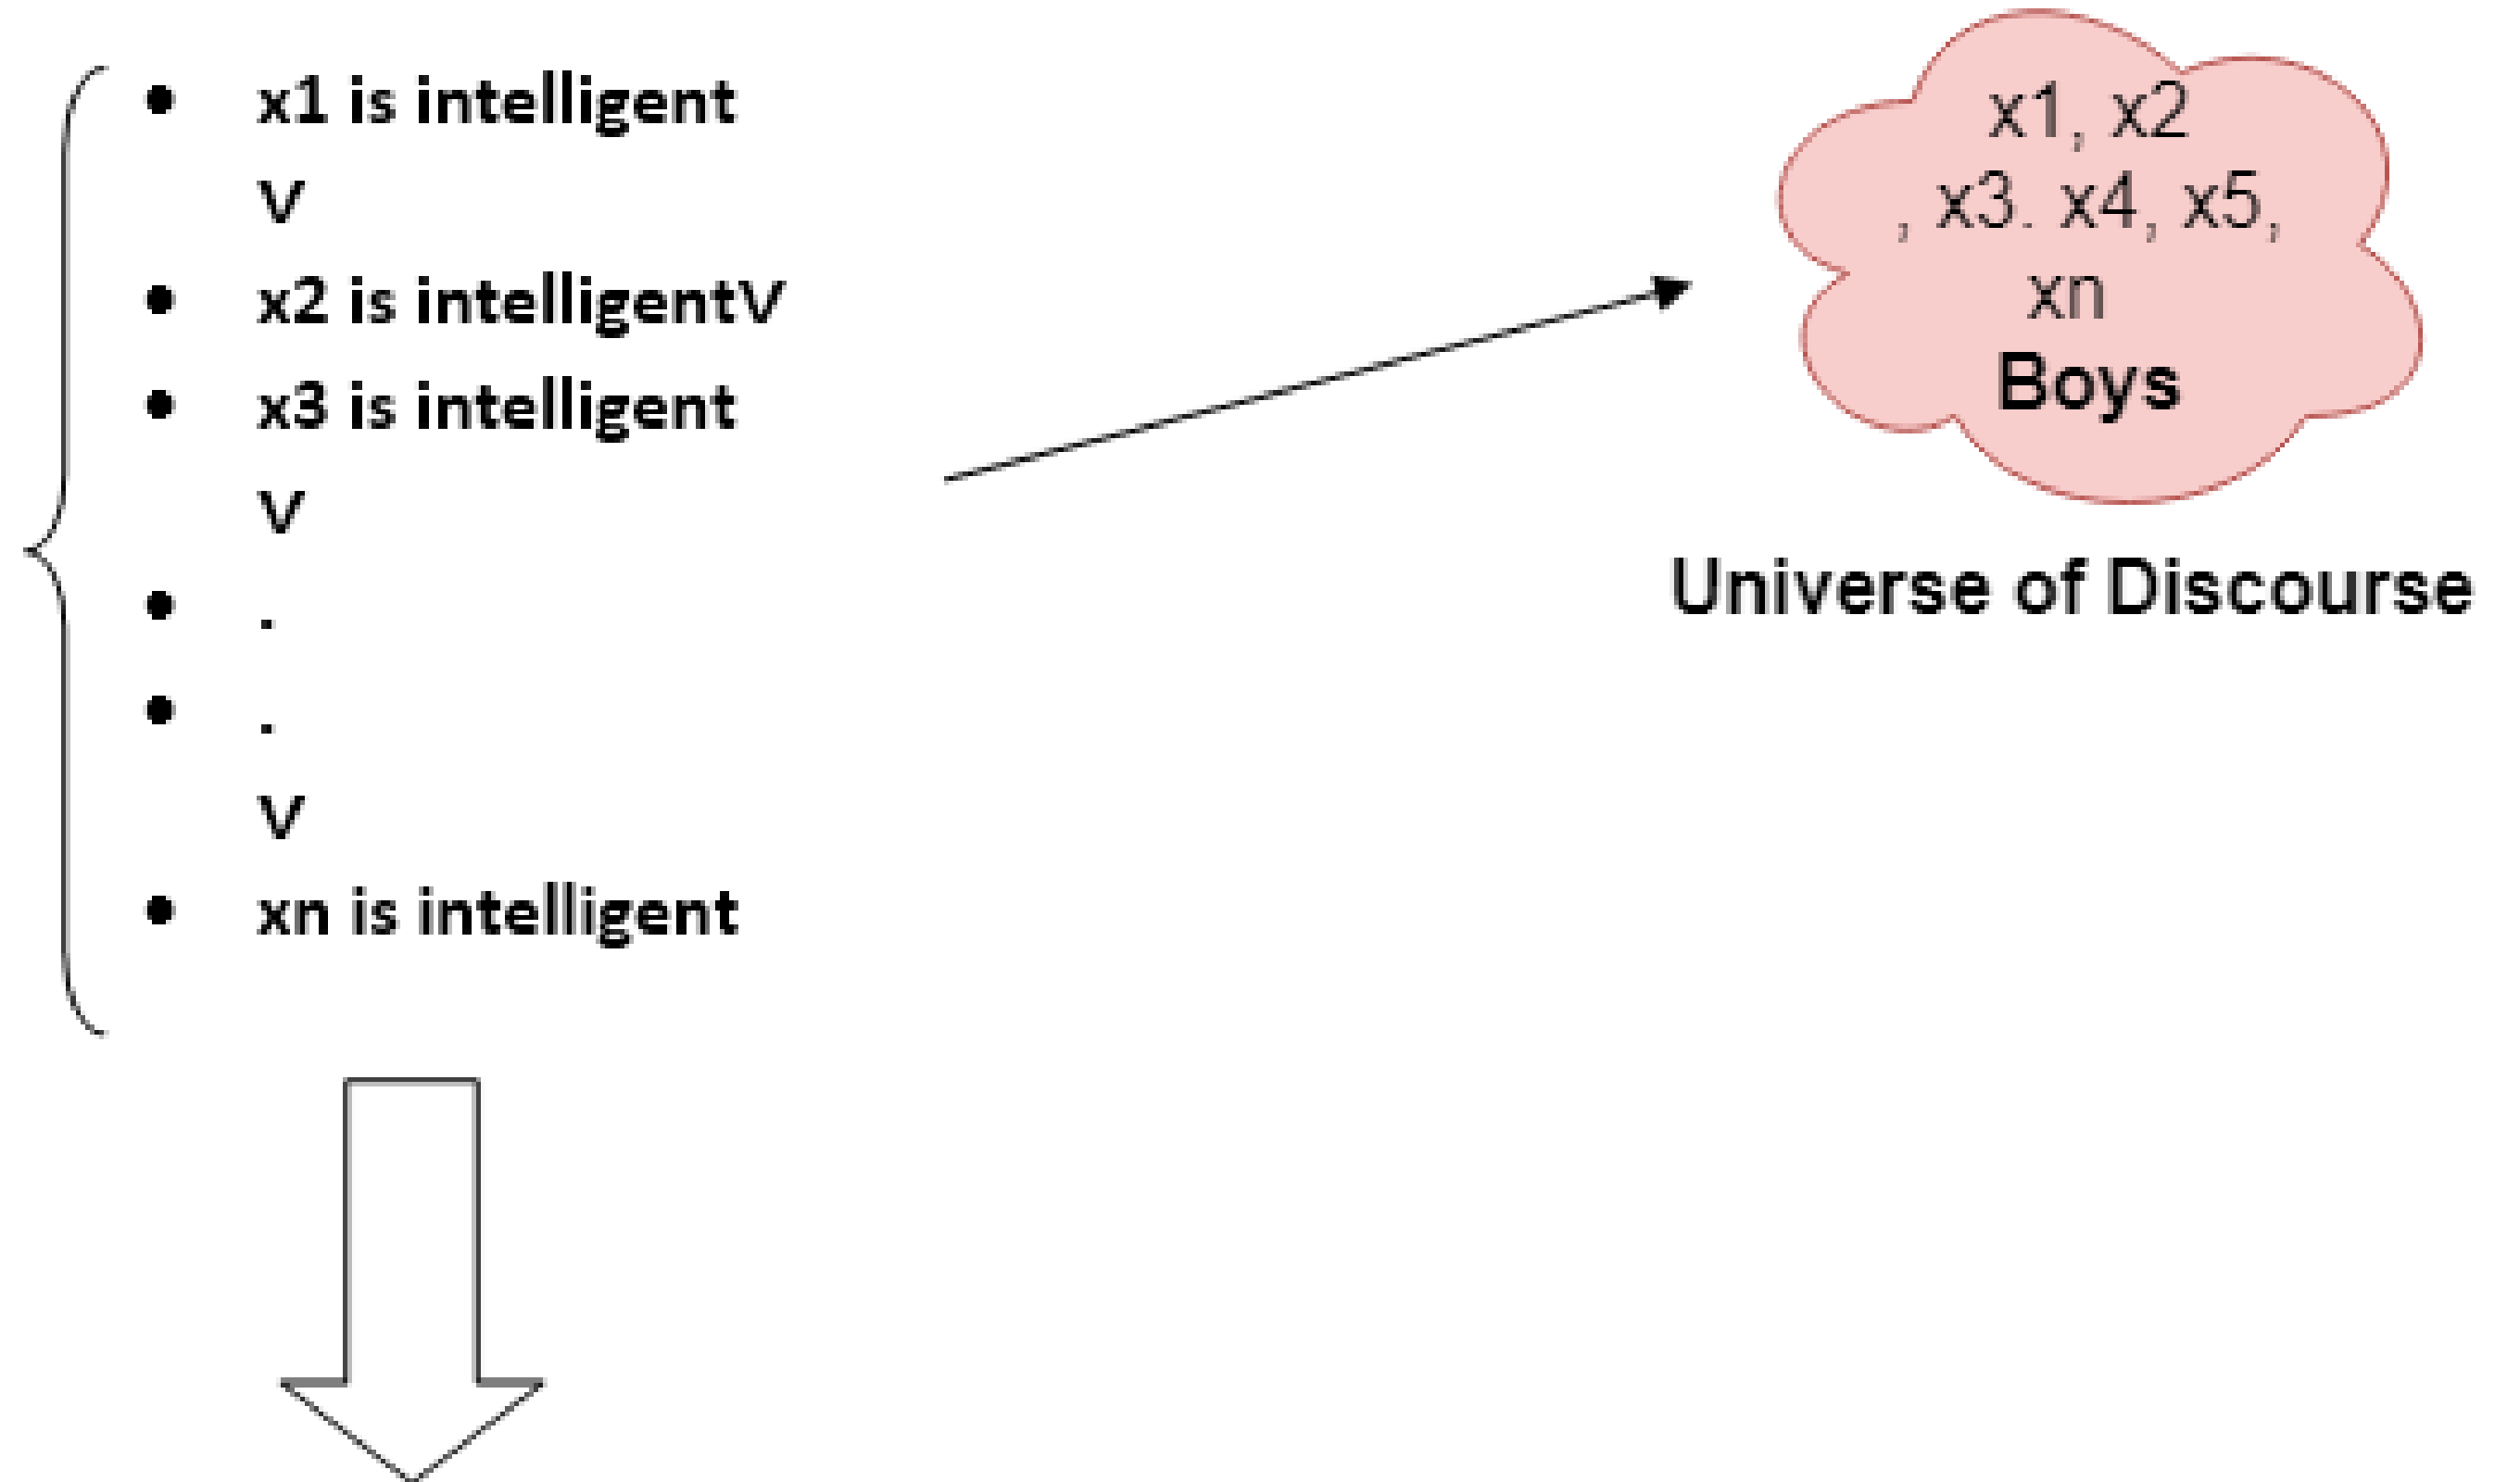 • x1 is intelligent
V
• x2 is intelligentV
• x3 is intelligent
V
• .
• .
V
• xn is intelligent
x1, x2
, x3. x4, x5,
xn
Boys
Universe of Discourse